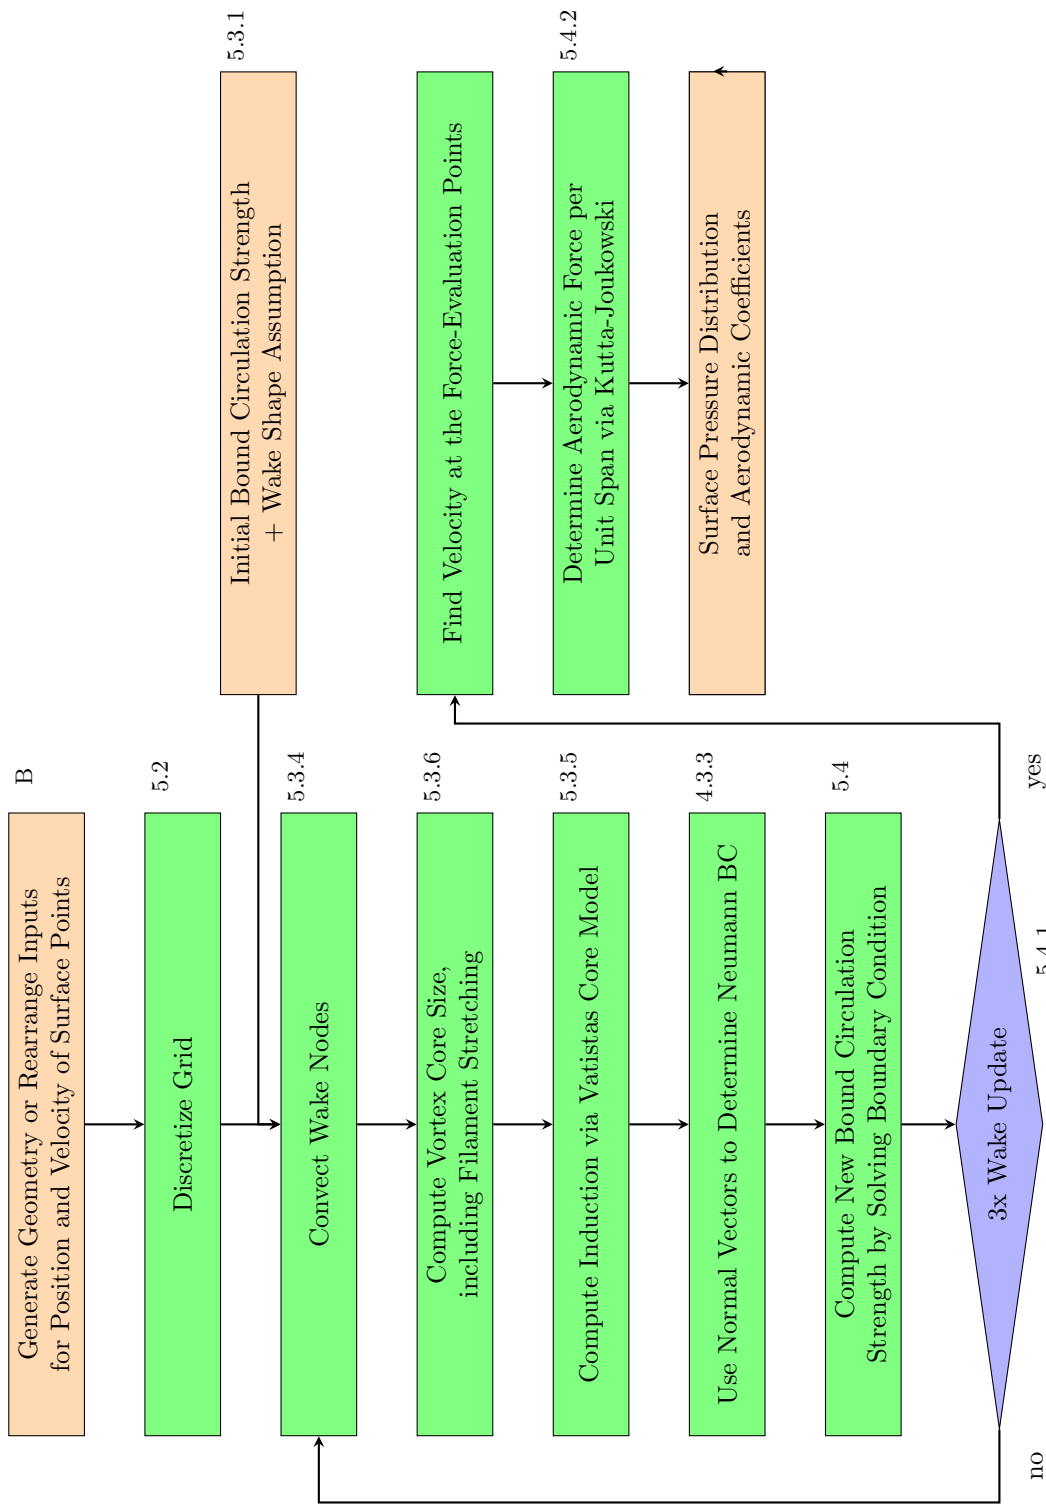 Generate Geometry or Rearrange Inputs
for Position and Velocity of Surface Points
B
Discretize Grid
5.2
Initial Bound Circulation Strength
+ Wake Shape Assumption
5.3.1
Convect Wake Nodes
5.3.4
Compute Vortex Core Size,
including Filament Stretching
5.3.6
Compute Induction via Vatistas Core Model
5.3.5
Use Normal Vectors to Determine Neumann BC
4.3.3
Compute New Bound Circulation
Strength by Solving Boundary Condition
5.4
3x Wake Update
5.4.1
no
yes
Find Velocity at the Force-Evaluation Points
Determine Aerodynamic Force per
Unit Span via Kutta-Joukowski
5.4.2
Surface Pressure Distribution
and Aerodynamic Coefficients